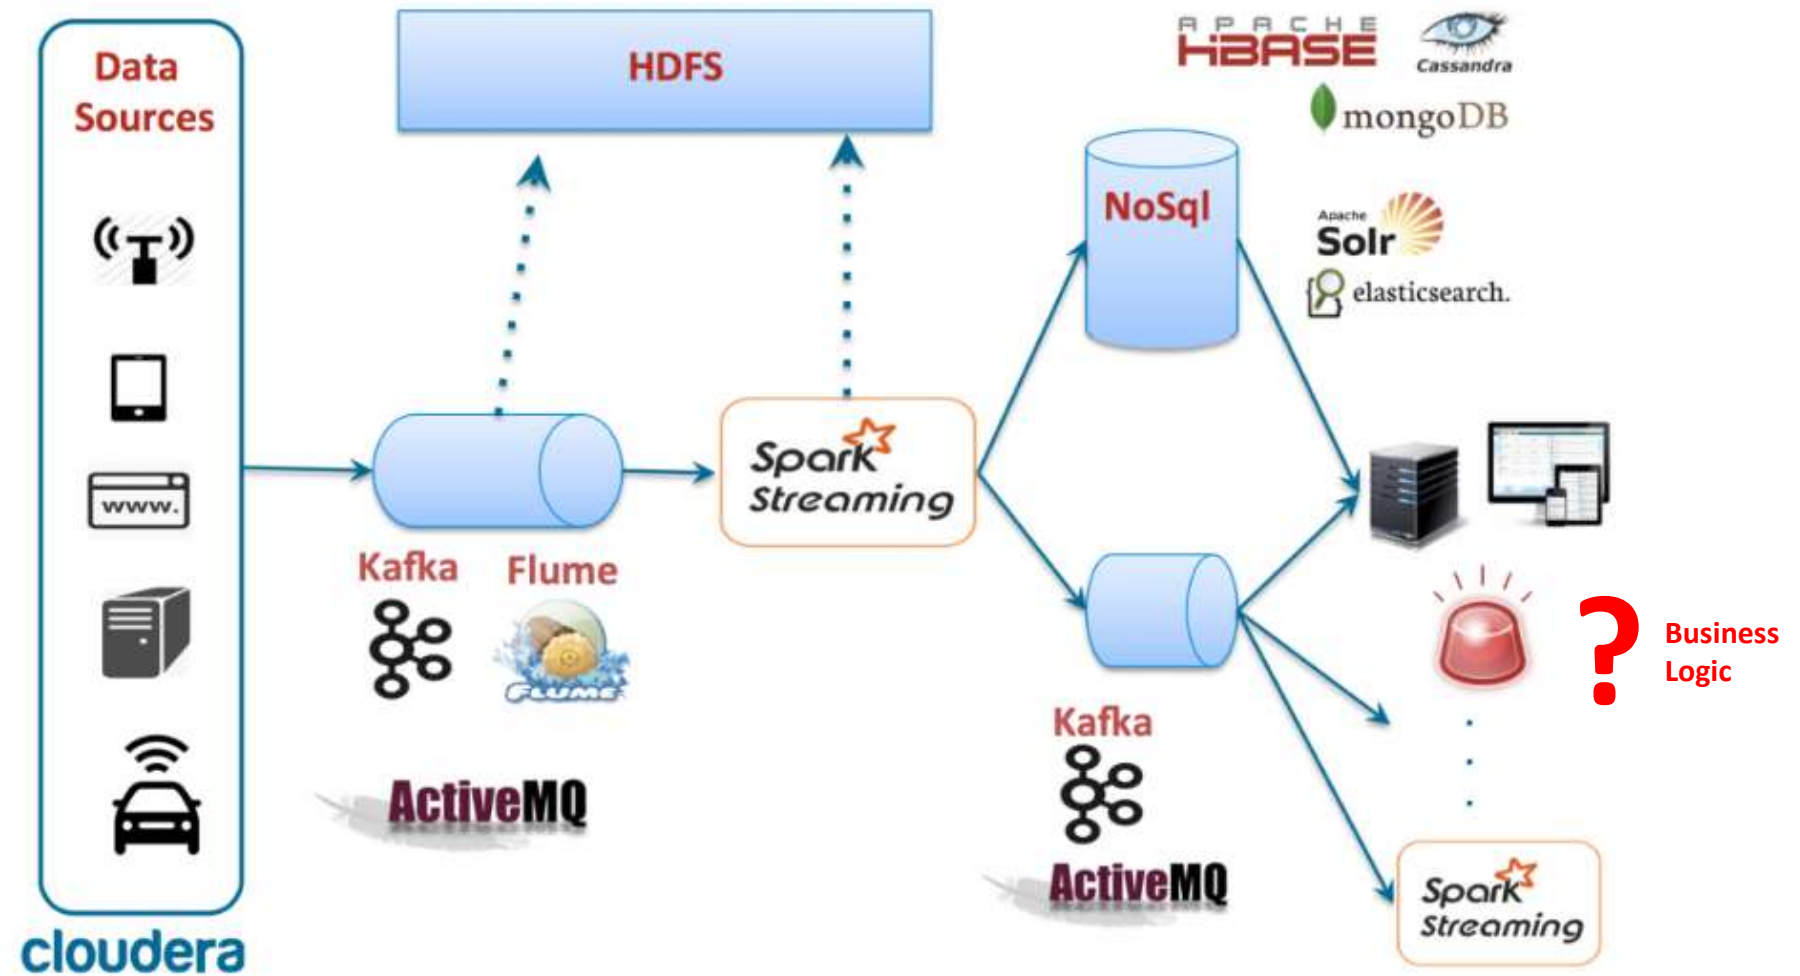 Data
Sources
www.
cloudera
HDFS
Kafka
Flume
FLUME
ActiveMQ
Spark
Streaming
APACHE
HBASE
Cassandra
mongoDB
NoSql
Apache
Solr
elasticsearch.
Kafka
ActiveMQ
?
Business
Logic
Spark
Streaming